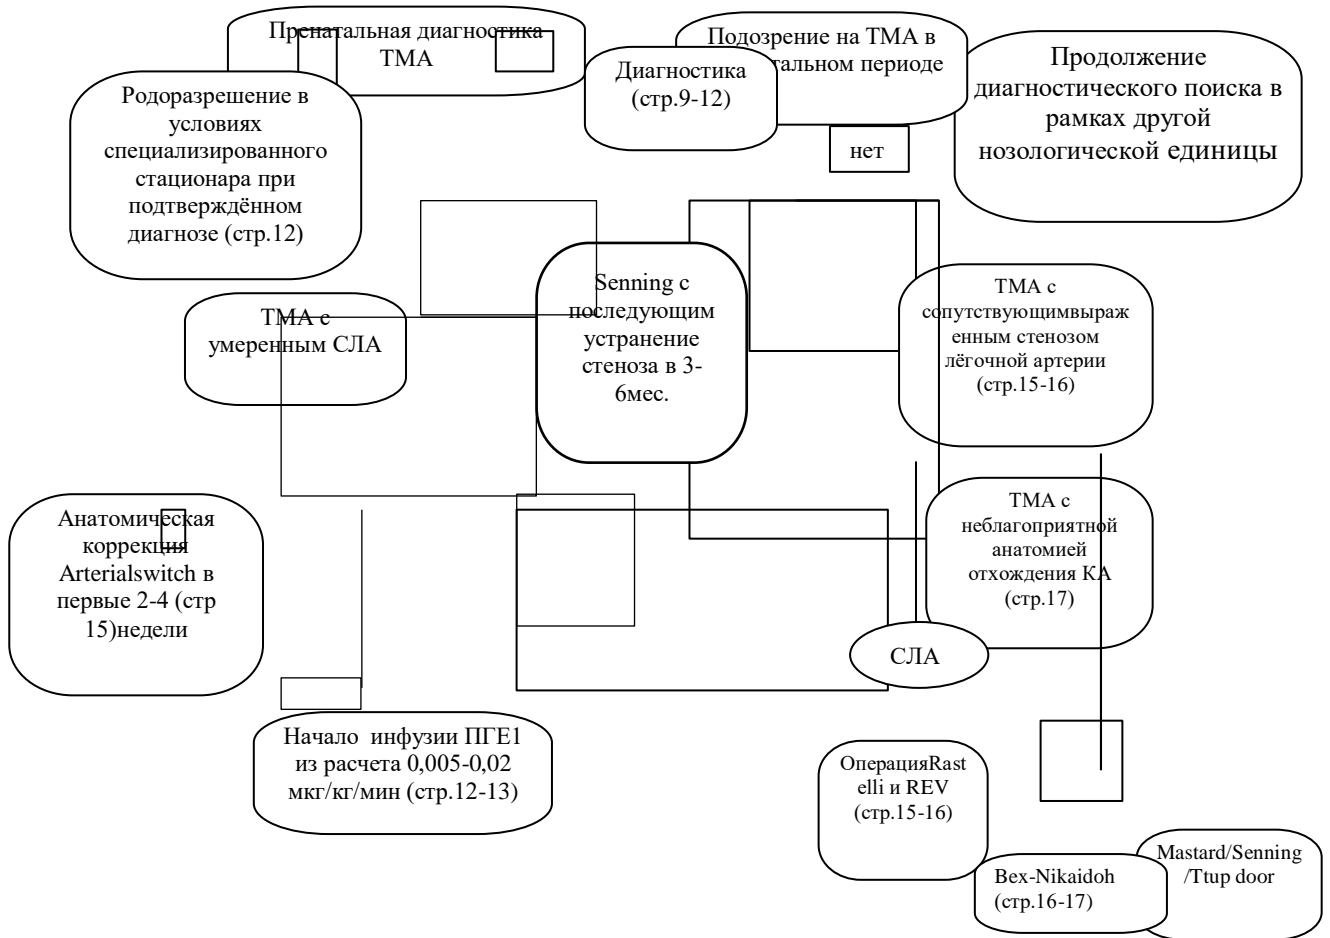 Пренатальная диагностика
ТМА
Подозрение на ТМА в
тальном периоде
Диагностика
(стр.9-12)
Продолжение
диагностического поиска в
рамках другой
нозологической единицы
Родоразрешение в
условиях
специализированного
стационара при
подтверждённом
диагнозе (стр.12)
нет
Senning с
последующим
устранение
стеноза в 3-
6мес.
ТМА с
сопутствующимвыраж
енным стенозом
лёгочной артерии
(стр.15-16)
ТМА с
умеренным СЛА
Анатомическая
коррекция
Arterialswitch в
первые 2-4 (стр
15)недели
ТМА с
неблагоприятной
анатомией
отхождения КА
(стр.17)
СЛА
Начало инфузии ПГЕ1
из расчета 0,005-0,02
мкг/кг/мин (стр.12-13)
ОперацияRast
elli и REV
(стр.15-16)
Bex-Nikaidoh
(стр.16-17)
Mastard/Senning
/Ttup door